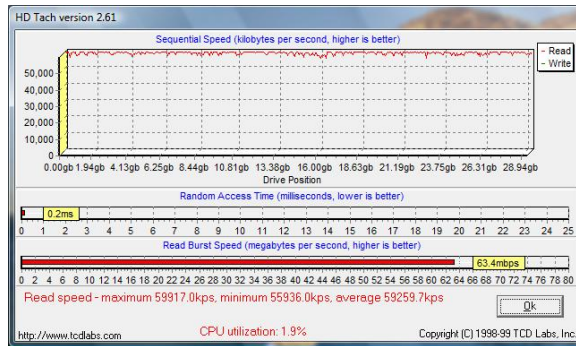 HD Tach version 2.61
Sequential Speed (kilobytes per second, higher is better)
Read
Write
50,000
40,000
30,000
20,000
10,000
0
0.00gb 1.94gb 4.13gb 6.25gb 8.44gb 10.81gb 13.38gb 16.00gb 18.63gb 21.19gb 23.75gb 26.31gb 28.94gb
Drive Position
Random Access Time (miliseconds, lower is better)
0.2ms
0 1 2 3 4 5 6 7 8 9 10 11 12 13 14 15 16 17 18 19 20 21 22 23 24 25
Read Burst Speed (megabytes per second, higher is better)
63.4mbps
0 2 4 6 8 10 12 14 16 18 20 22 24 26 28 30 32 34 36 38 40 42 44 46 48 50 52 54 56 58 60 62 64 66 68 70 72 74 76 78 80
Read speed - maximum 59917.0kps, minimum 55936.0kps, average 59259.7kps
Ok
http://www.tcdlabs.com
CPU utilization: 1.9%
Copyright (C) 1998-99 TCD Labs, Inc.